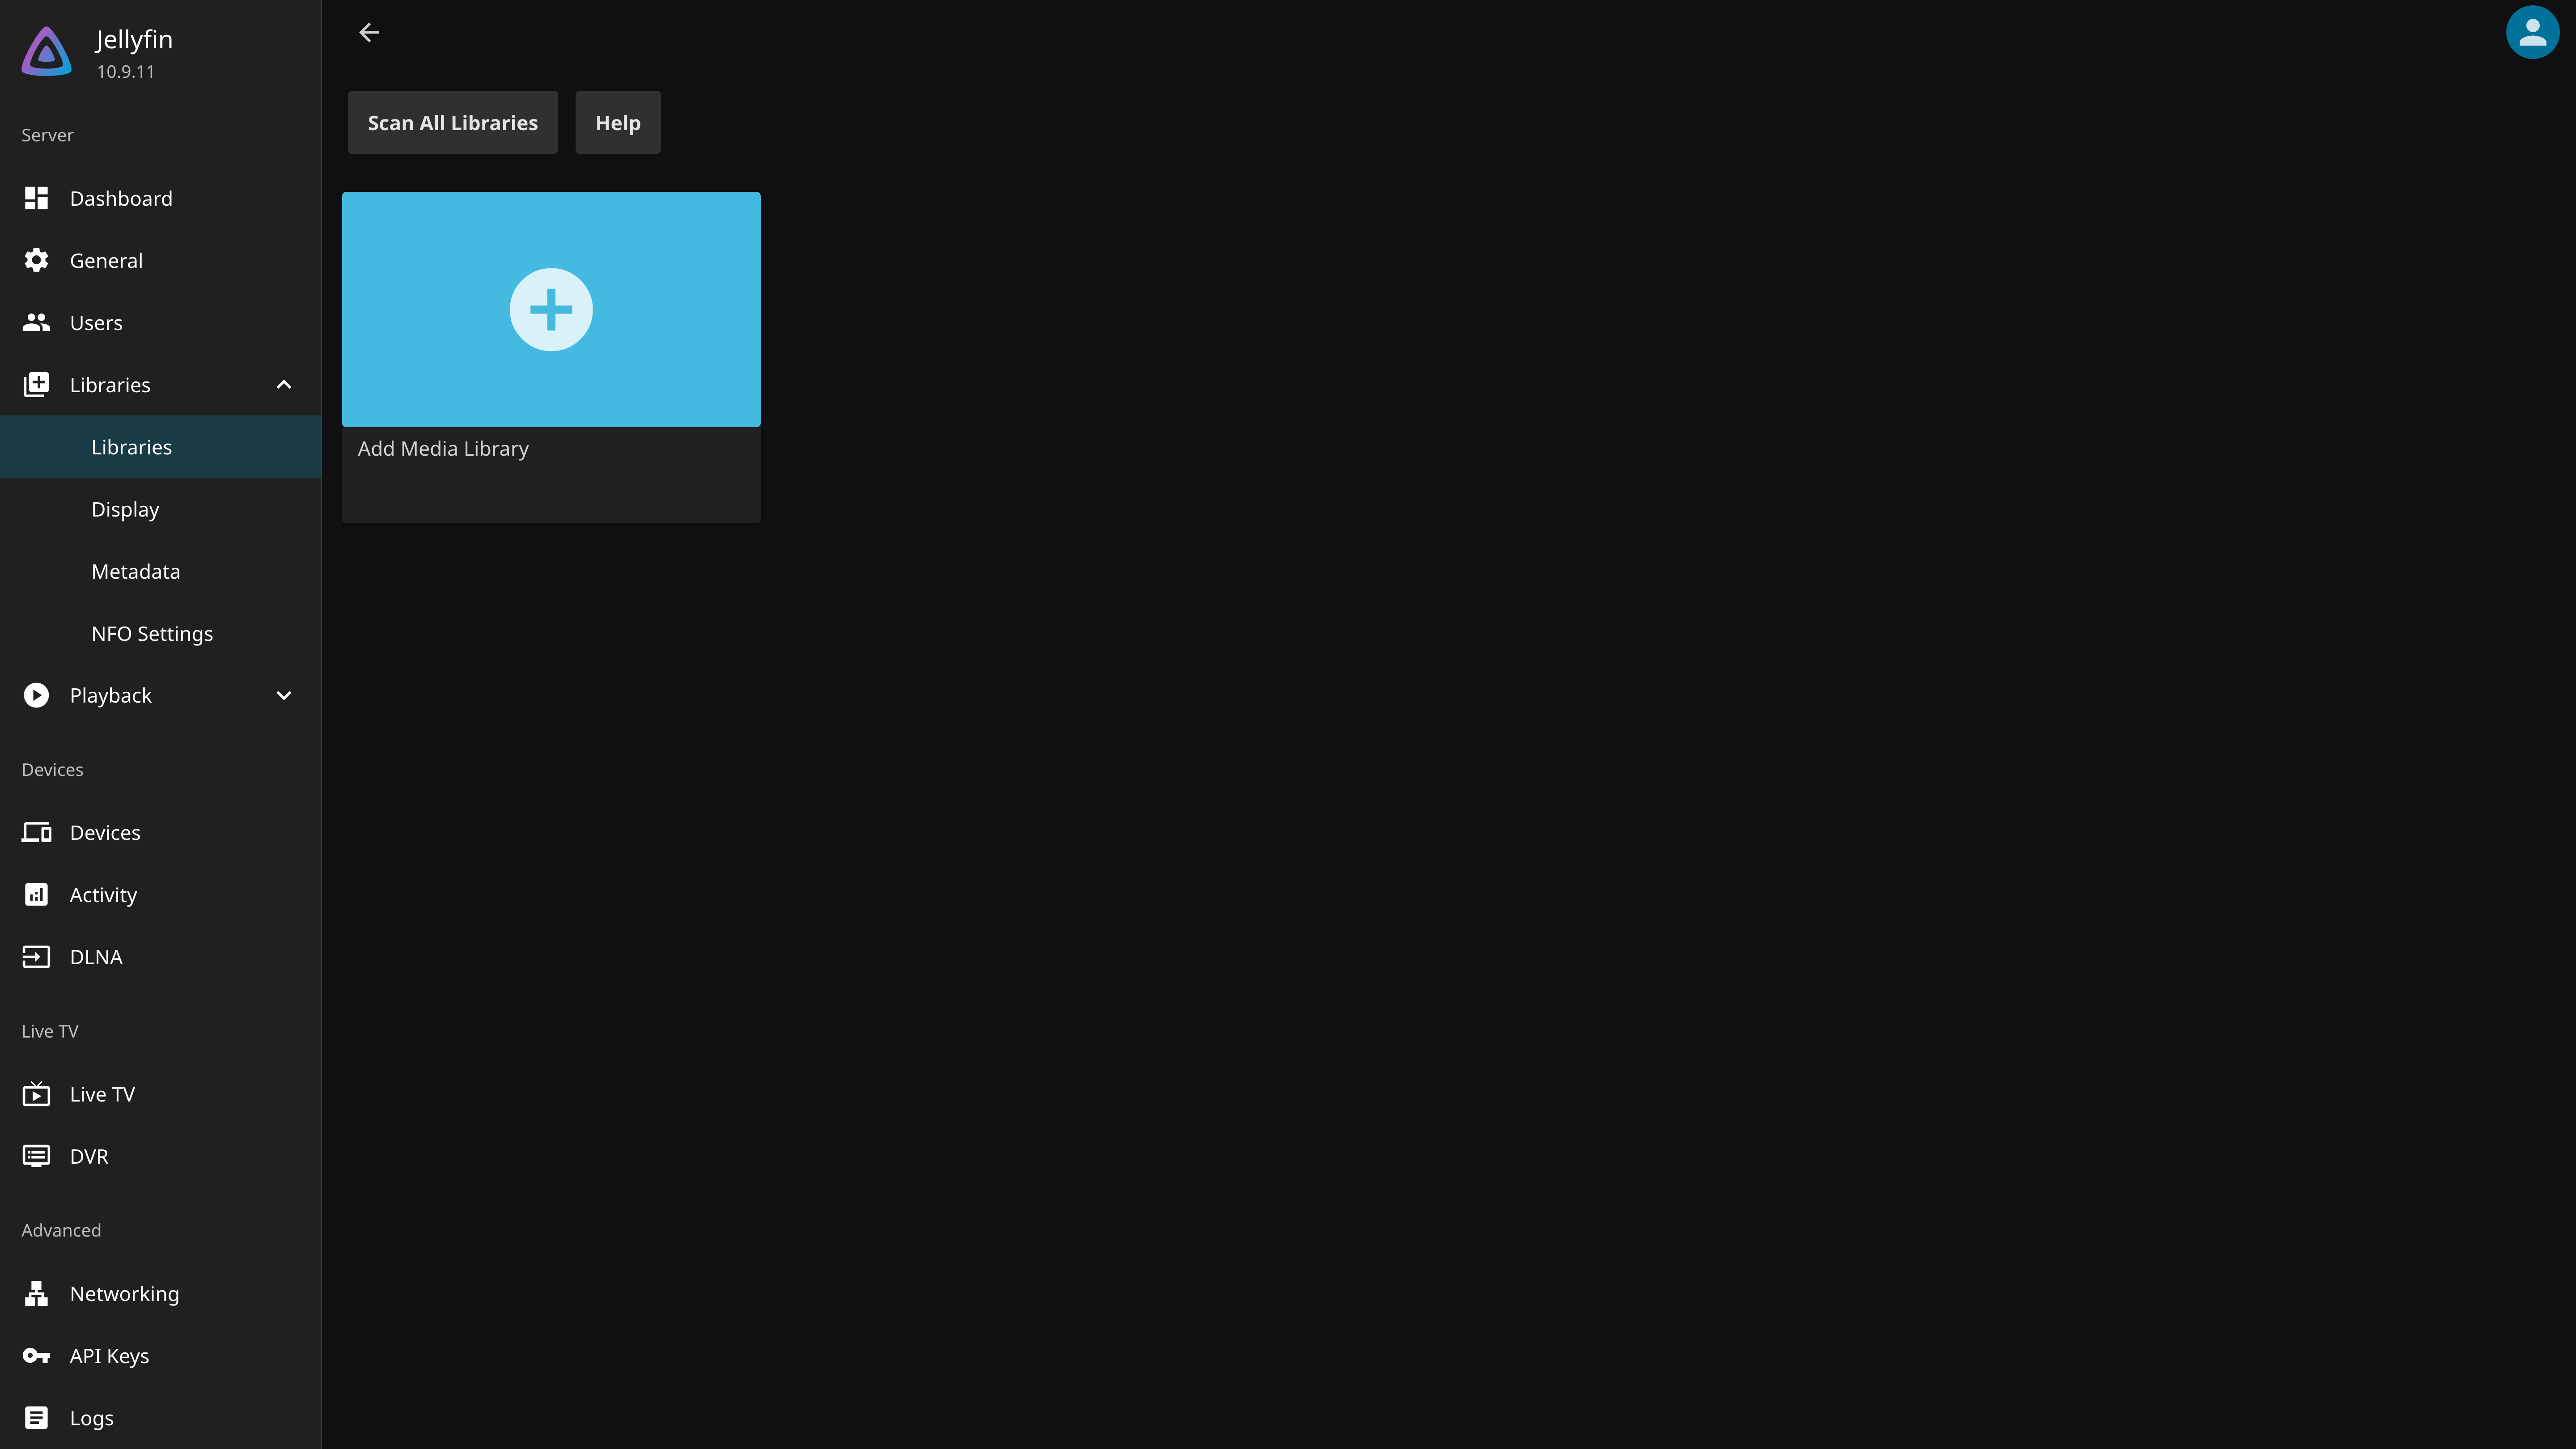 Jellyfin
10.9.11
Server
Dashboard
General
Users
Libraries
Libraries
Display
Metadata
NFO Settings
Playback
Devices
Devices
Activity
DLNA
Live TV
Live TV
DVR
Advanced
Networking
API Keys
Logs
Scan All Libraries
Help
Add Media Library